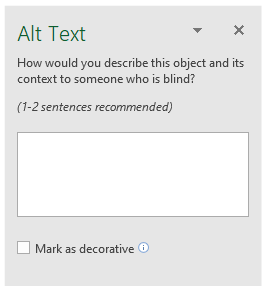 Alt Text
How would you describe this object and its
context to someone who is blind?
(1-2 sentences recommended)
Mark as decorative